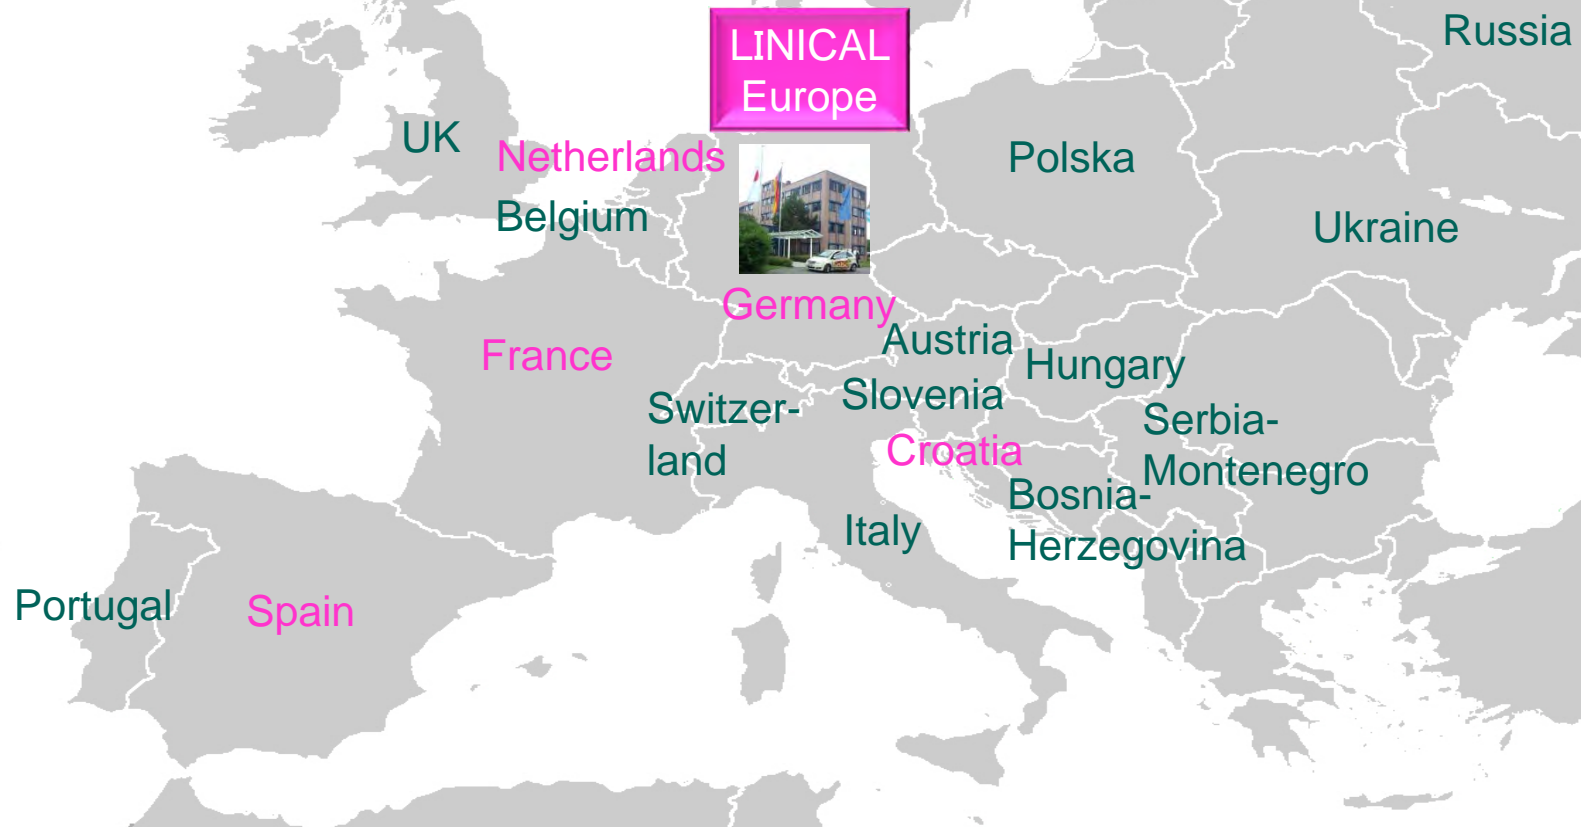 LINICAL
Europe
Russia
UK
Netherlands
Polska
Belgium
Ukraine
Germany
Austria
France
Hungary
Slovenia
Switzer-
land
Serbia-
Montenegro
Croatia
Bosnia-
Herzegovina
Italy
Portugal
Spain